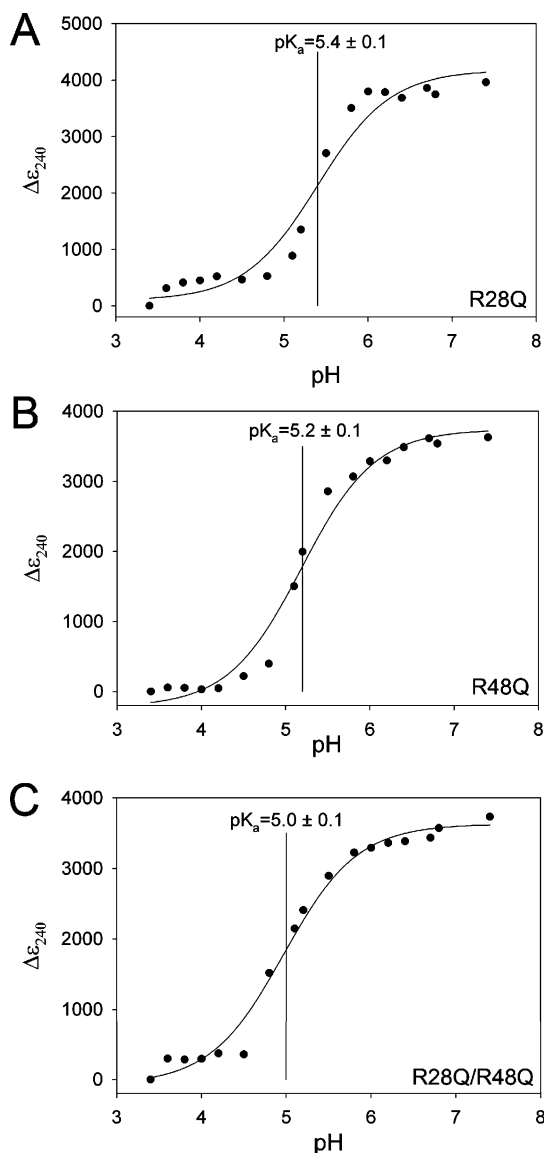 A
pKa=5.4 ± 0.1
5000
4000
3000
2000
1000
0
Δε240
R28Q
3 4 5 6 7 8
pH
B
pKa=5.2 ± 0.1
4000
3000
2000
1000
0
Δε240
R48Q
3 4 5 6 7 8
pH
C
pKa=5.0 ± 0.1
4000
3000
2000
1000
0
Δε240
R28Q/R48Q
3 4 5 6 7 8
pH